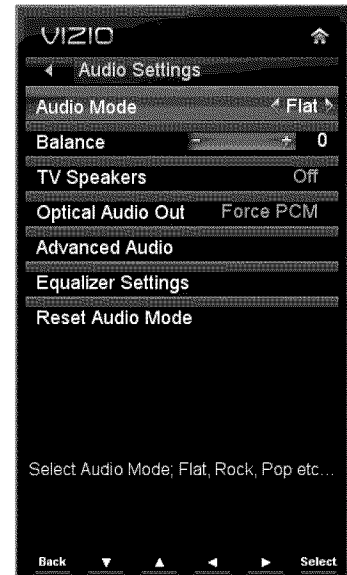 VIZIO
Audio Settings
Audio Mode Flat
Balance - + 0
TV Speakers Off
Optical Audio Out Force PCM
Advanced Audio
Equalizer Settings
Reset Audio Mode
Select Audio Mode; Flat, Rock, Pop etc...
Back ▼ ▲ ◄ ► Select